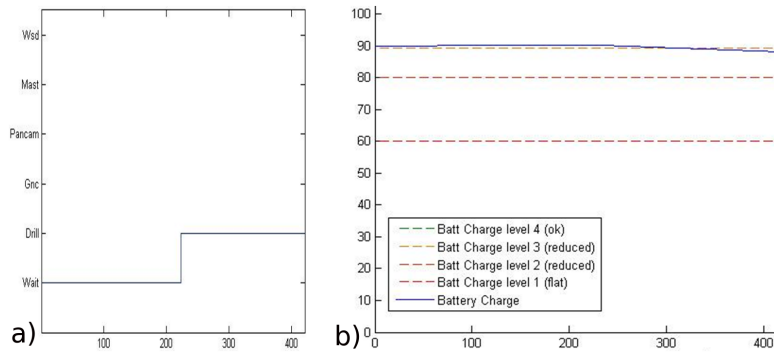 Wsd
Mast
Pancam
Gnc
Drill
Wait
100
200
300
400
a)
100
90
80
70
60
50
40
30
20
10
0
Batt Charge level 4 (ok)
Batt Charge level 3 (reduced)
Batt Charge level 2 (reduced)
Batt Charge level 1 (flat)
Battery Charge
0
100
200
300
400
b)